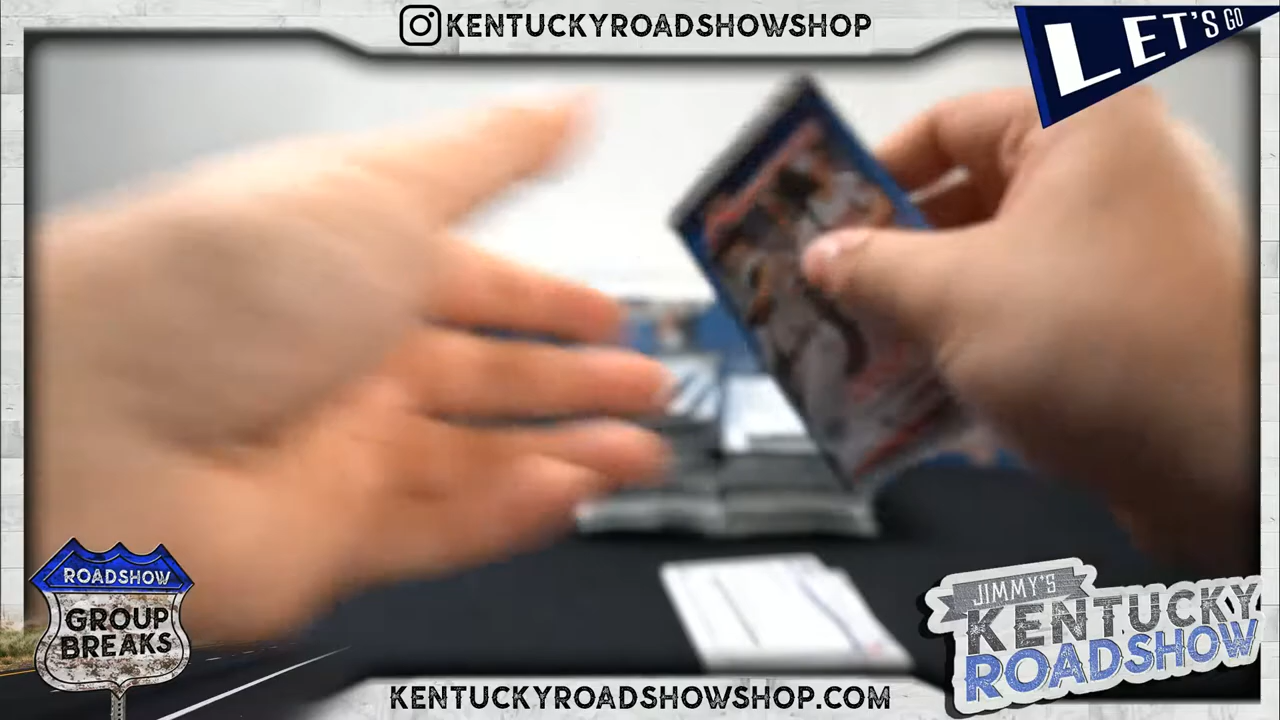 KENTUCKYROADSHOWSHOP
LET'S GO
ROADSHOW
GROUP
BREAKS
JIMMY'S
KENTUCKY
ROADSHOW
KENTUCKYROADSHOWSHOP.COM